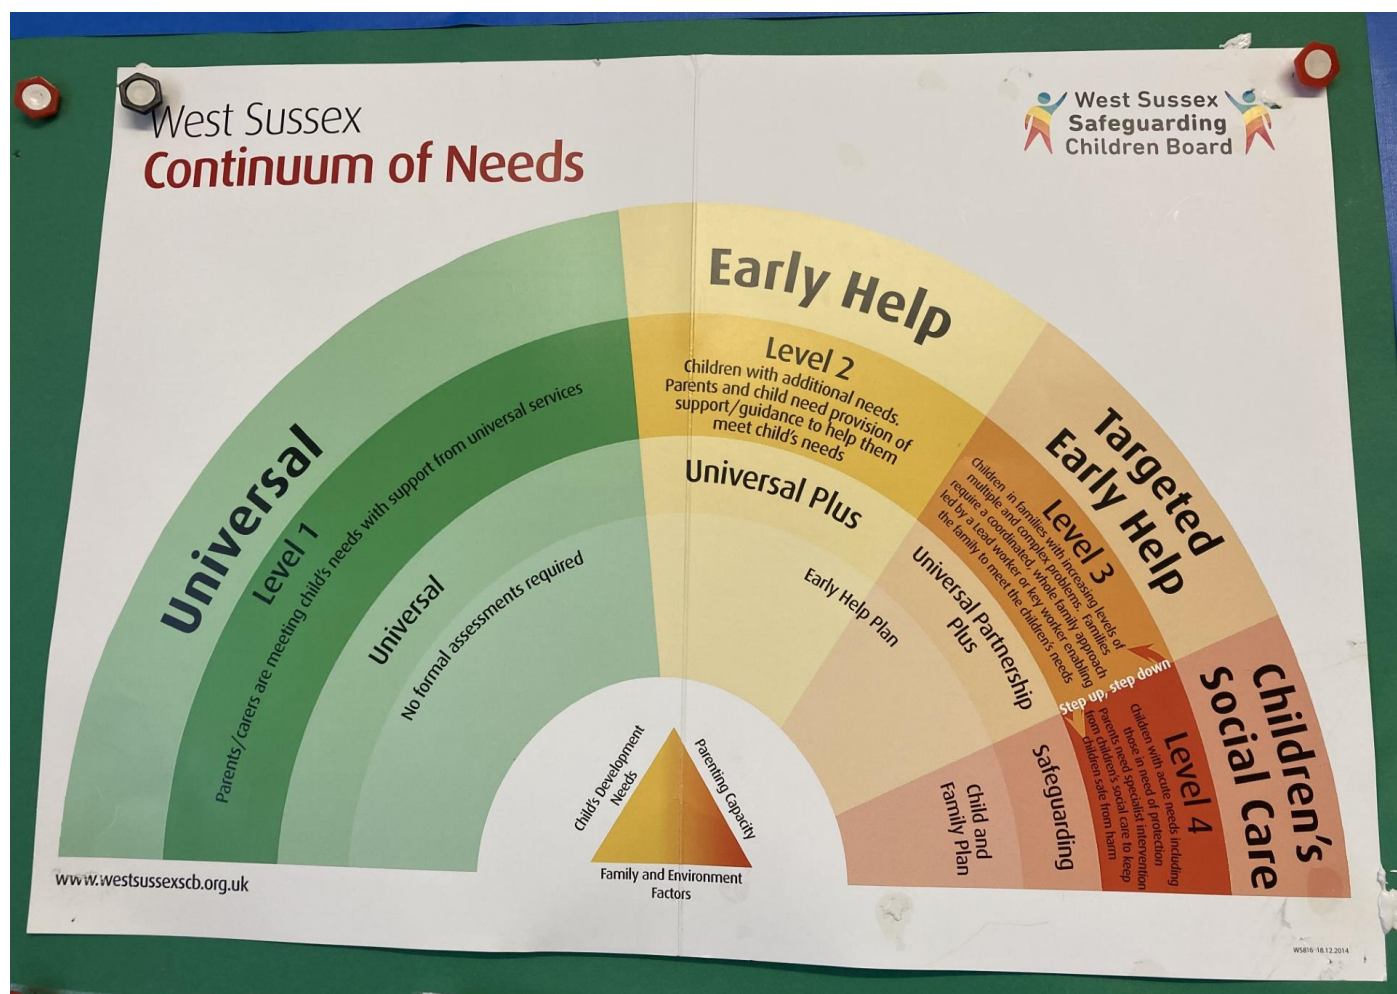 West Sussex
Continuum of Needs
West Sussex
Safeguarding
Children Board
Universal
Level 1
Parents/carers are meeting child's needs with support from universal services
Universal
No formal assessments required
Early Help
Level 2
Children with additional needs.
Parents and child need provision of
support/guidance to help them
meet child's needs
Universal Plus
Early Help Plan
Targeted
Early Help
Level 3
Children in families with increasing levels of
multiple and complex problems. Families
require a coordinated, whole family approach
led by a lead worker or key worker enabling
the family to meet the children's needs
Universal Partnership
Plus
Step up, step down
Children's
Social Care
Level 4
Children with acute needs including
those in need of protection
Parents need specialist intervention
from children's social care to keep
children safe from harm
Safeguarding
Child and
Family Plan
Child's Development
Needs
Parenting Capacity
Family and Environment
Factors
www.westsussexscb.org.uk
WS816 18.12.2014